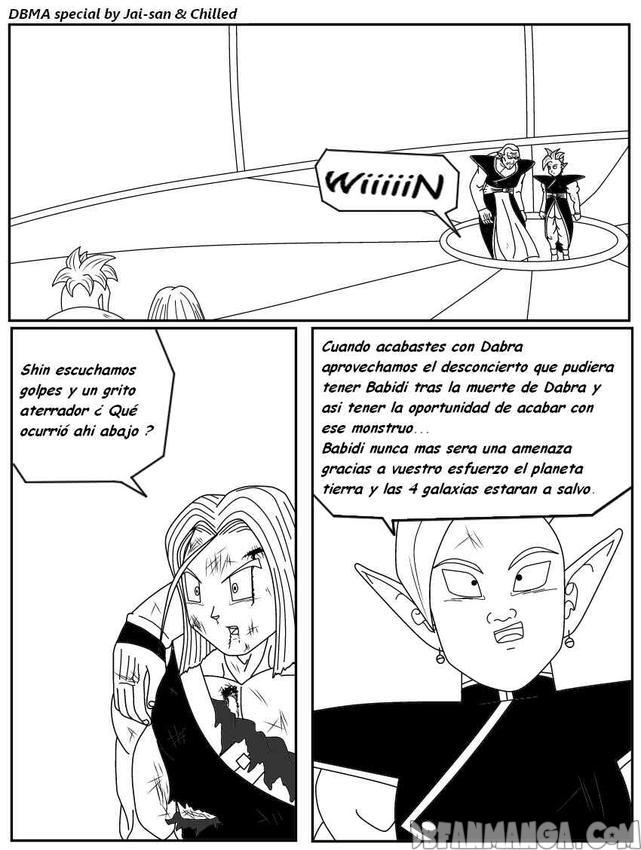 DBMA special by Jai-san & Chilled
WiiiiiN
Shin escuchamos
golpes y un grito
aterrador ¿ Qué
ocurrió ahi abajo ?
Cuando acabastes con Dabra
aprovechamos el desconcierto que pudiera
tener Babidi tras la muerte de Dabra y
asi tener la oportunidad de acabar con
ese monstruo...
Babidi nunca mas sera una amenaza
gracias a vuestro esfuerzo el planeta
tierra y las 4 galaxias estaran a salvo.
DBFANMANGA.COM